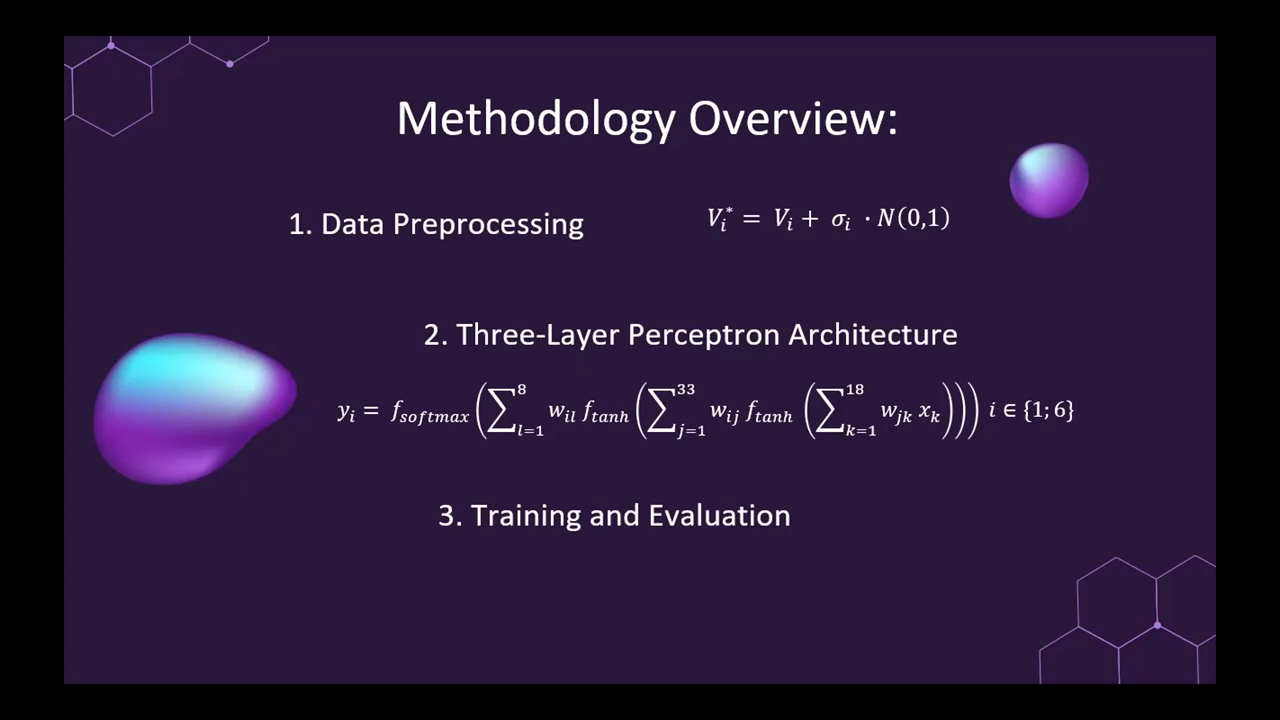 Methodology Overview:
1. Data Preprocessing
V_i^* = V_i + σ_i · N(0,1)
2. Three-Layer Perceptron Architecture
y_i = f_softmax(∑_{l=1}^{8} w_il f_tanh(∑_{j=1}^{33} w_ij f_tanh(∑_{k=1}^{18} w_jk x_k))) i ∈ {1; 6}
3. Training and Evaluation